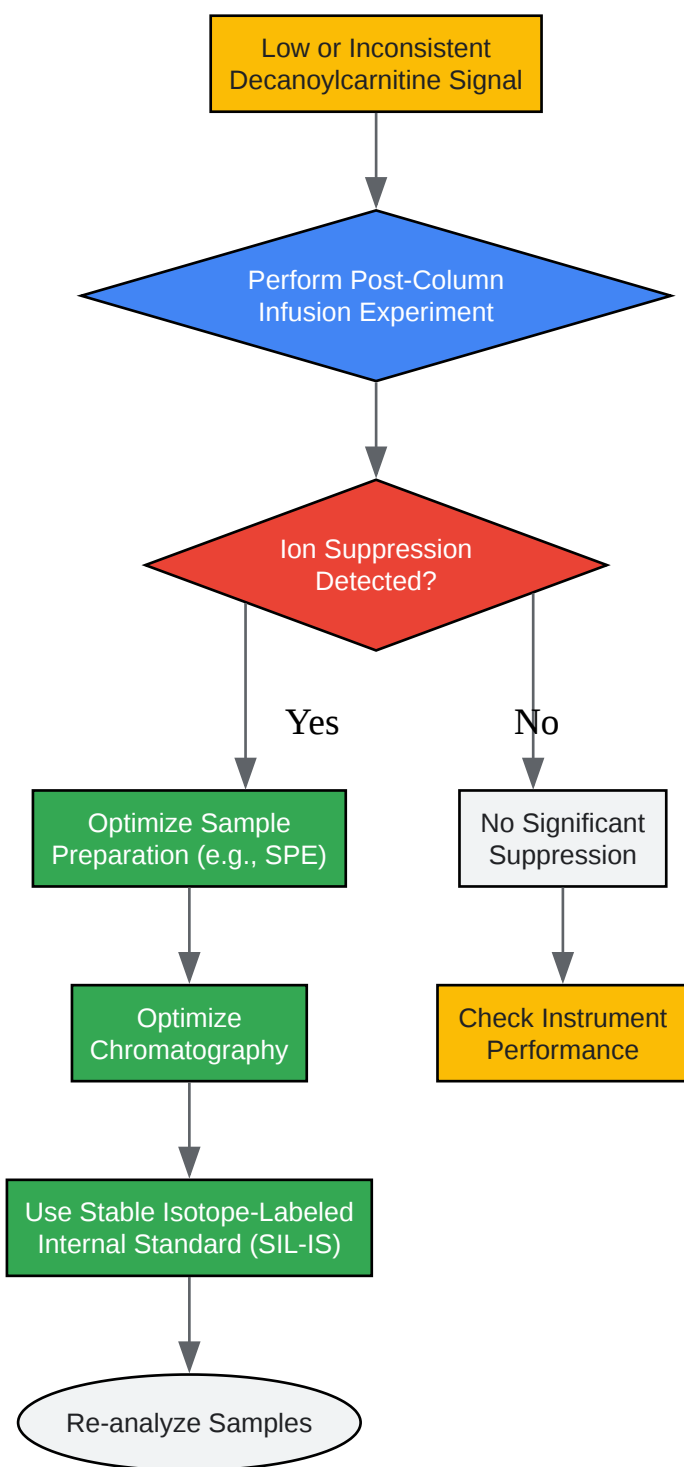 Low or Inconsistent
Decanoylcarnitine Signal
Perform Post-Column
Infusion Experiment
Ion Suppression
Detected?
Yes
No
Optimize Sample
Preparation (e.g., SPE)
No Significant
Suppression
Optimize
Chromatography
Check Instrument
Performance
Use Stable Isotope-Labeled
Internal Standard (SIL-IS)
Re-analyze Samples